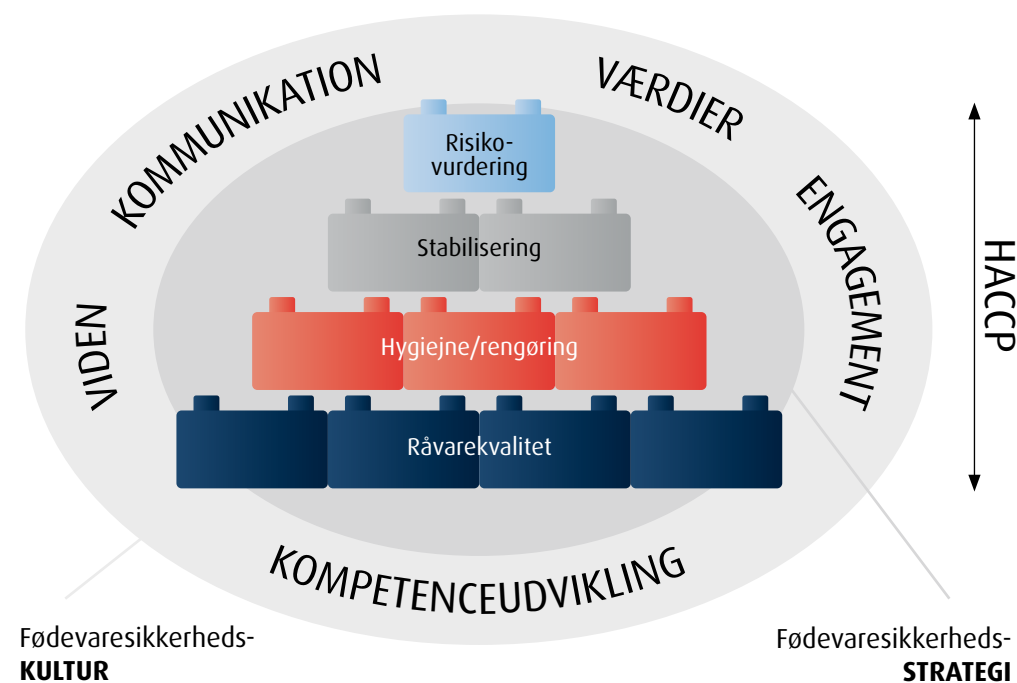 KOMMUNIKATION
VÆRDIER
ENGAGEMENT
VIDEN
KOMPETENCEUDVIKLING
Risiko-
vurdering
Stabilisering
Hygiejne/rengøring
Råvarekvalitet
HACCP
Fødevaresikkerheds-
KULTUR
Fødevaresikkerheds-
STRATEGI